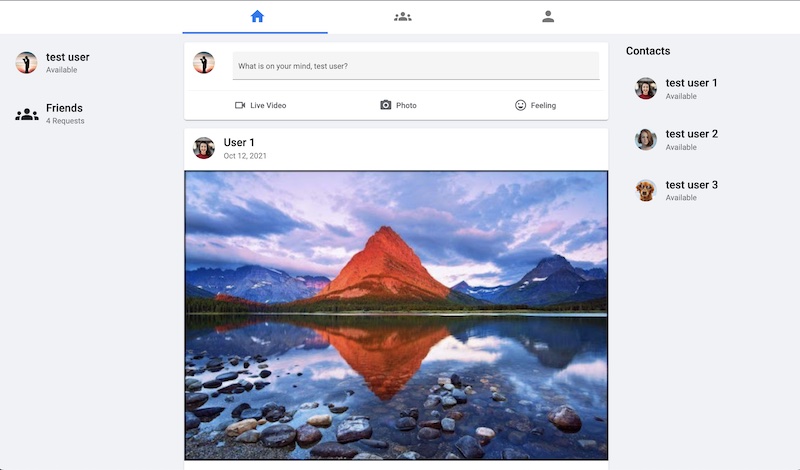 test user
Available
Friends
4 Requests
What is on your mind, test user?
Live Video
Photo
Feeling
User 1
Oct 12, 2021
Contacts
test user 1
Available
test user 2
Available
test user 3
Available